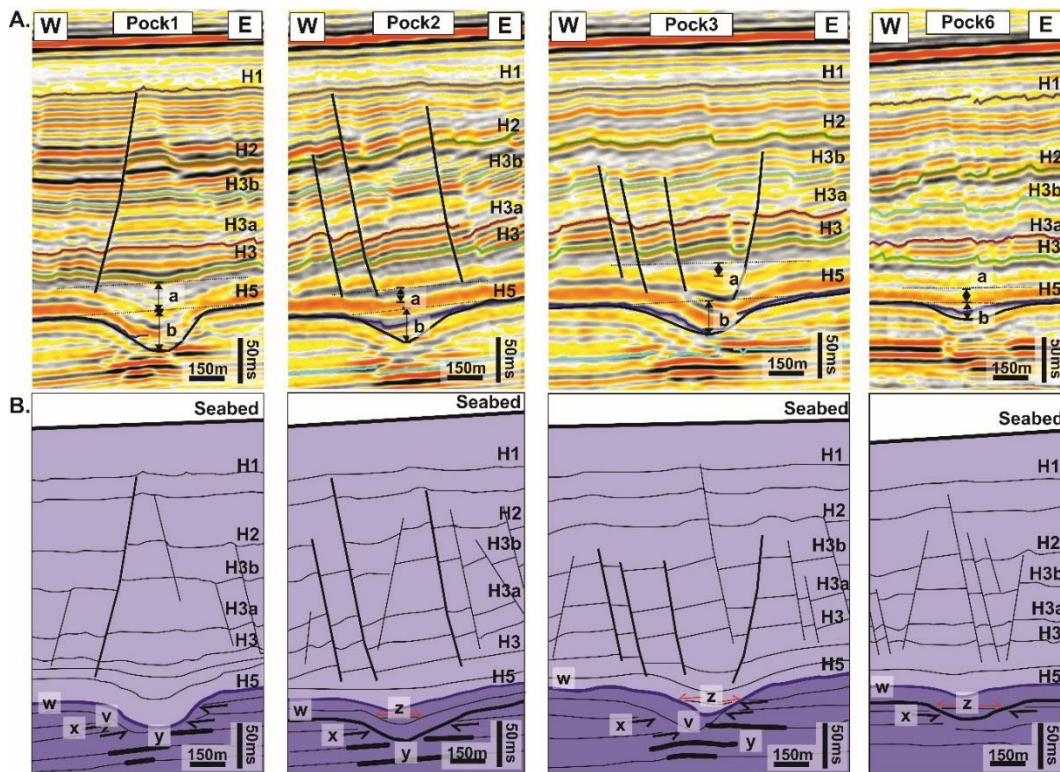 A.
W Pock1 E
H1
H2
H3b
H3a
H3
H5
a
b
150m
50ms
W Pock2 E
H1
H2
H3b
H3a
H3
H5
a
b
150m
50ms
W Pock3 E
H1
H2
H3b
H3a
H3
H5
a
b
150m
50ms
W Pock6 E
H1
H2
H3b
H3a
H3
H5
a
b
150m
50ms
B.
Seabed
H1
H2
H3b
H3a
H3
H5
w
x
v
y
150m
50ms
Seabed
H1
H2
H3b
H3a
H3
H5
w
z
x
y
150m
50ms
Seabed
H1
H2
H3b
H3a
H3
H5
w
z
x
v
y
150m
50ms
Seabed
H1
H2
H3b
H3a
H3
H5
w
z
x
150m
50ms